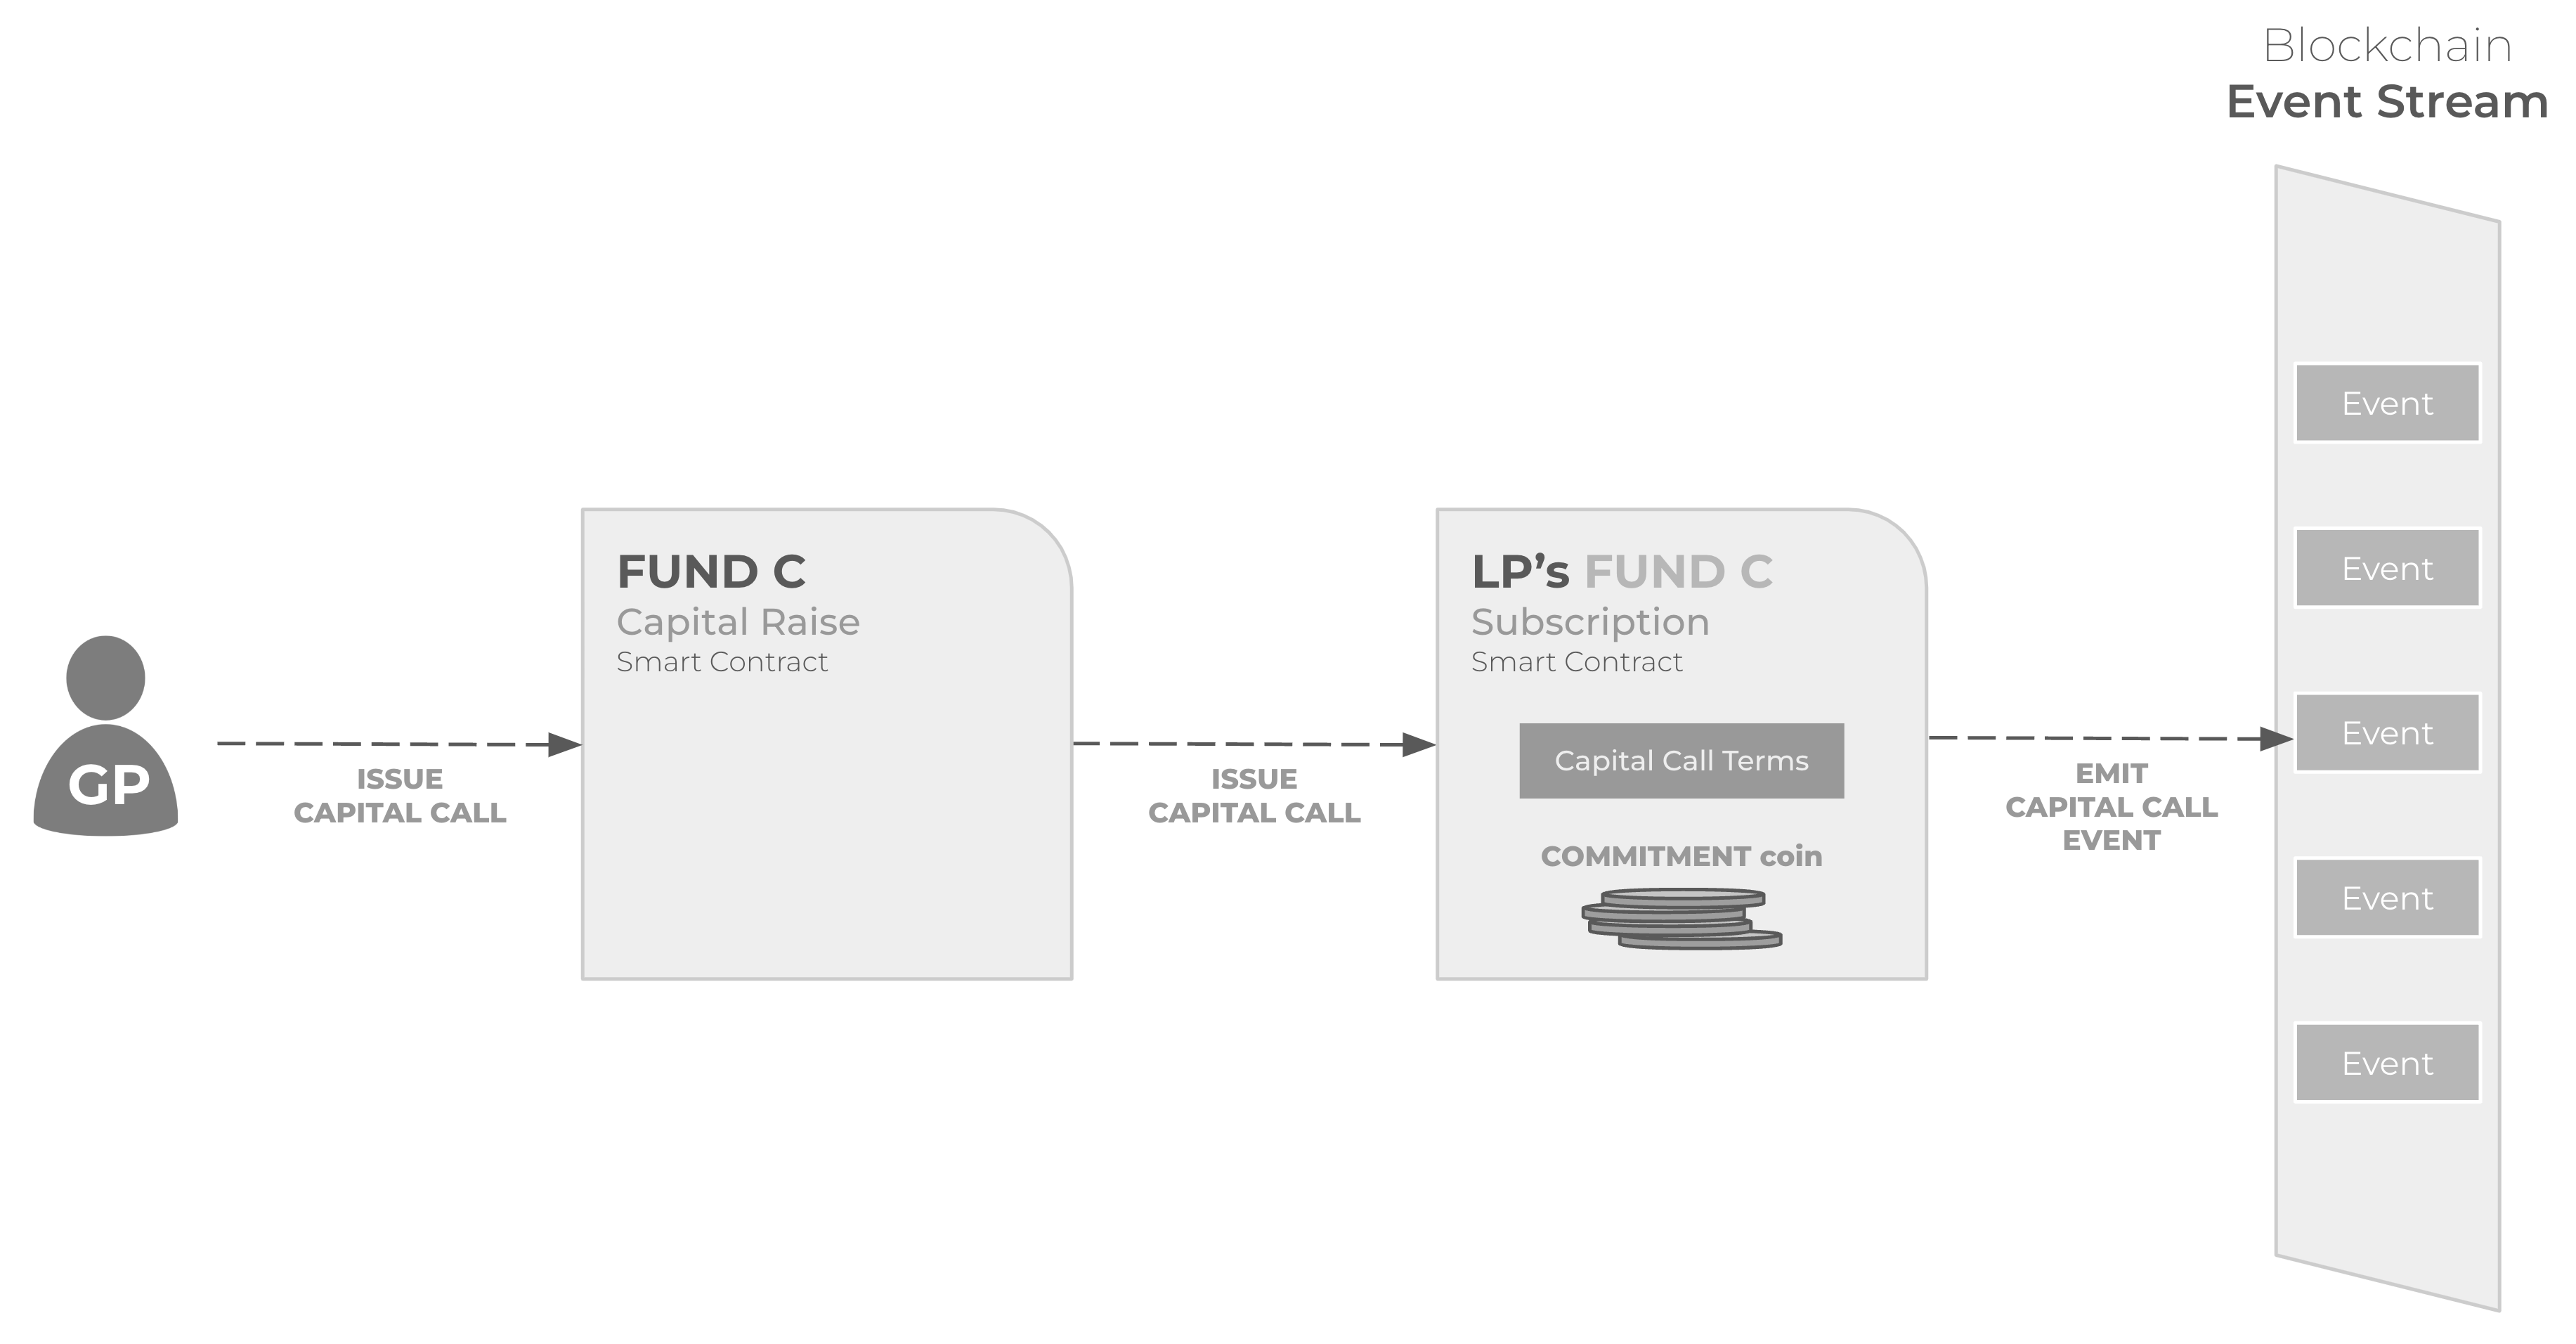 Blockchain
Event Stream
GP
ISSUE
CAPITAL CALL
FUND C
Capital Raise
Smart Contract
ISSUE
CAPITAL CALL
LP’s FUND C
Subscription
Smart Contract
Capital Call Terms
COMMITMENT coin
EMIT
CAPITAL CALL
EVENT
Event
Event
Event
Event
Event